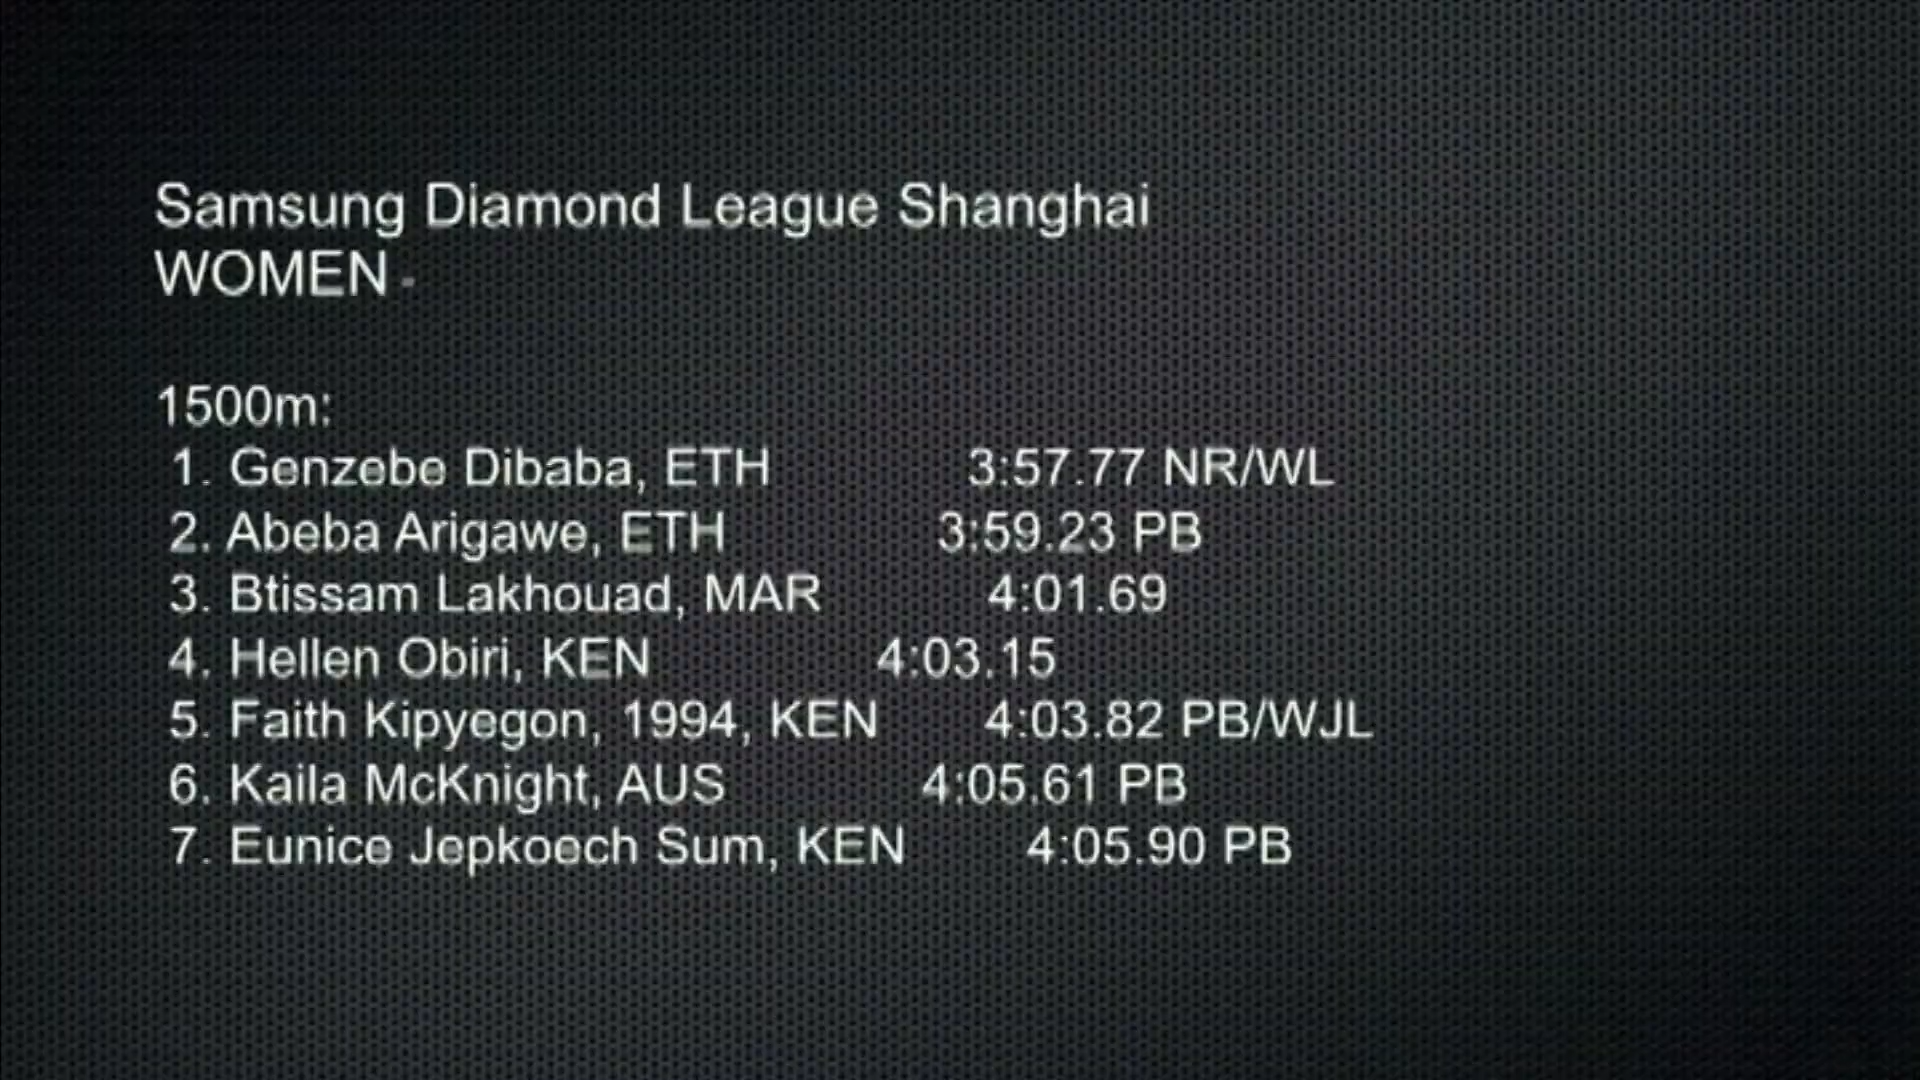 Samsung Diamond League Shanghai
WOMEN -
1500m:
1. Genzebe Dibaba, ETH 3:57.77 NR/WL
2. Abeba Arigawe, ETH 3:59.23 PB
3. Btissam Lakhouad, MAR 4:01.69
4. Hellen Obiri, KEN 4:03.15
5. Faith Kipyegon, 1994, KEN 4:03.82 PB/WJL
6. Kaila McKnight, AUS 4:05.61 PB
7. Eunice Jepkoech Sum, KEN 4:05.90 PB